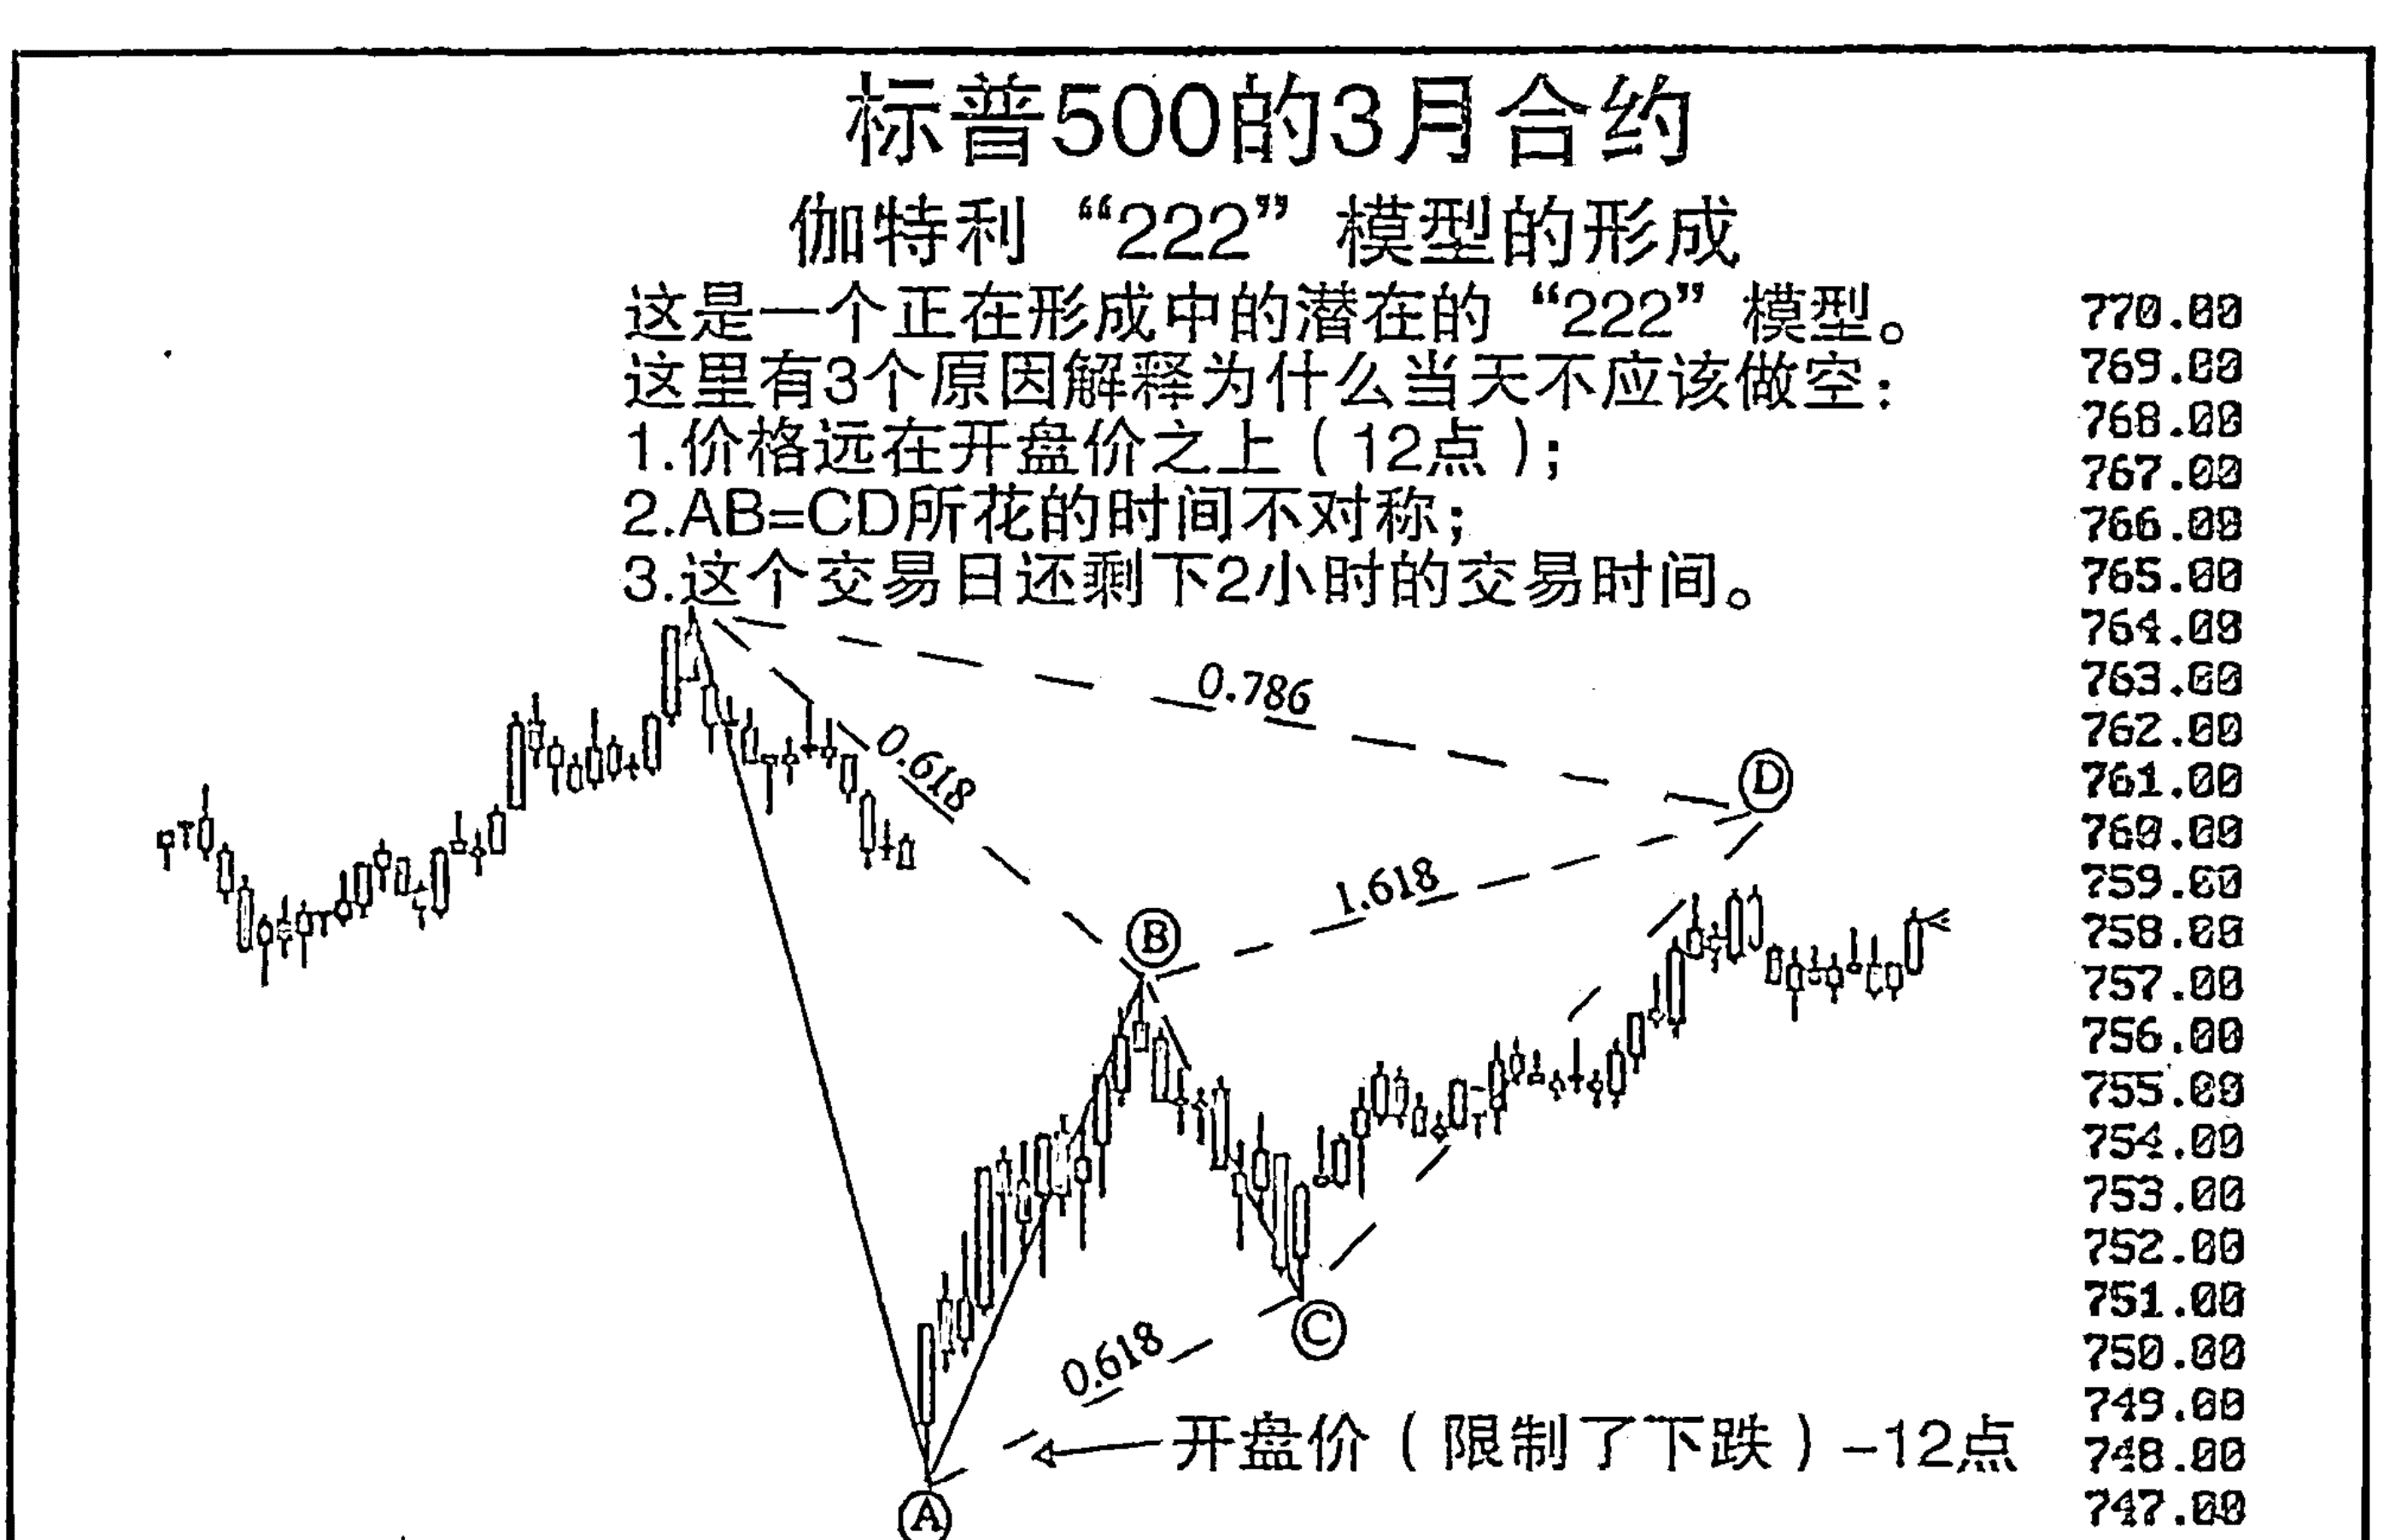 标普500的3月合约
伽特利“222”模型的形成
这是一个正在形成中的潜在的“222”模型。
这里有3个原因解释为什么当天不应该做空：
1.价格远在开盘价之上（12点）；
2.AB=CD所花的时间不对称；
3.这个交易日还剩下2小时的交易时间。
770.00
769.00
768.00
767.00
766.00
765.00
764.00
763.00
762.00
761.00
760.00
759.00
758.00
757.00
756.00
755.00
754.00
753.00
752.00
751.00
750.00
749.00
748.00
747.00
0.786
0.618
D
1.618
B
C
0.618
开盘价（限制了下跌）-12点
A